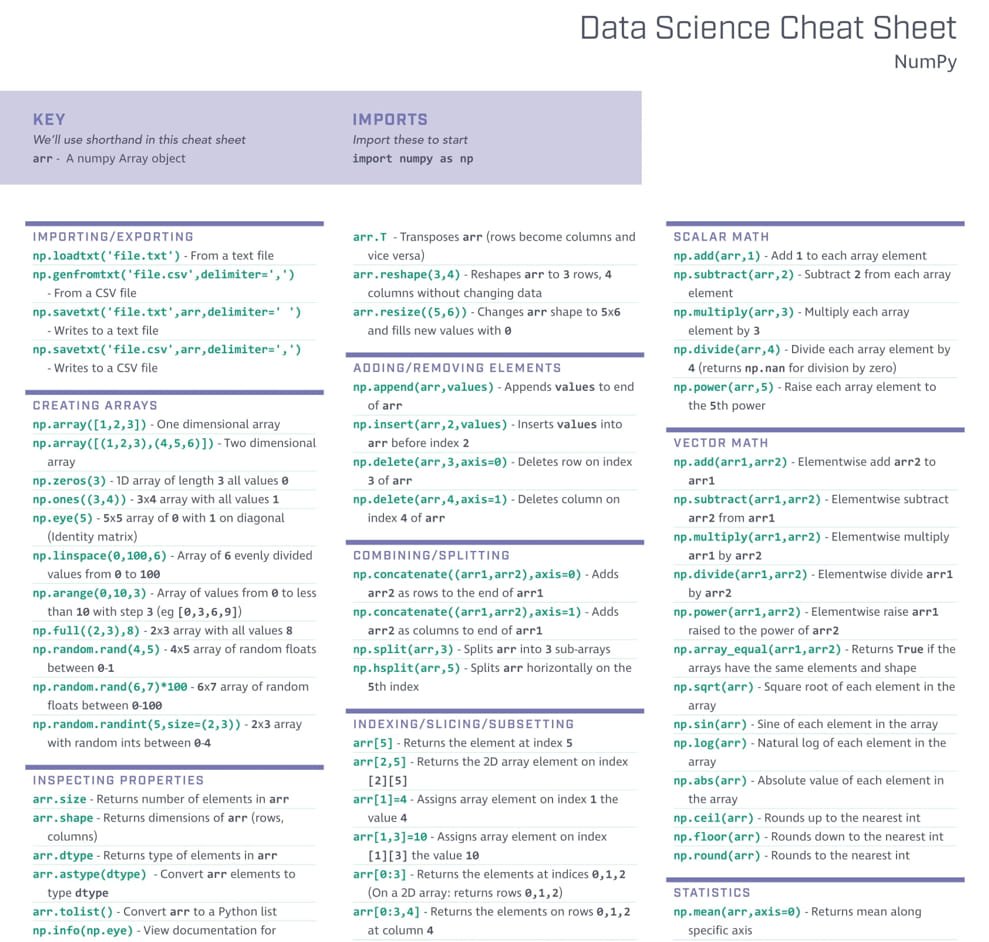 Data Science Cheat Sheet
NumPy
KEY
We'll use shorthand in this cheat sheet
arr - A numpy Array object
IMPORTS
Import these to start
import numpy as np
IMPORTING/EXPORTING
np.loadtxt('file.txt') - From a text file
np.genfromtxt('file.csv',delimiter=',')
- From a CSV file
np.savetxt('file.txt',arr,delimiter=' ')
- Writes to a text file
np.savetxt('file.csv',arr,delimiter=',')
- Writes to a CSV file
CREATING ARRAYS
np.array([1,2,3]) - One dimensional array
np.array([(1,2,3),(4,5,6)]) - Two dimensional
array
np.zeros(3) - 1D array of length 3 all values 0
np.ones((3,4)) - 3x4 array with all values 1
np.eye(5) - 5x5 array of 0 with 1 on diagonal
(Identity matrix)
np.linspace(0,100,6) - Array of 6 evenly divided
values from 0 to 100
np.arange(0,10,3) - Array of values from 0 to less
than 10 with step 3 (eg [0,3,6,9])
np.full((2,3),8) - 2x3 array with all values 8
np.random.rand(4,5) - 4x5 array of random floats
between 0-1
np.random.rand(6,7)*100 - 6x7 array of random
floats between 0-100
np.random.randint(5,size=(2,3)) - 2x3 array
with random ints between 0-4
INSPECTING PROPERTIES
arr.size - Returns number of elements in arr
arr.shape - Returns dimensions of arr (rows,
columns)
arr.dtype - Returns type of elements in arr
arr.astype(dtype) - Convert arr elements to
type dtype
arr.tolist() - Convert arr to a Python list
np.info(np.eye) - View documentation for
arr.T - Transposes arr (rows become columns and
vice versa)
arr.reshape(3,4) - Reshapes arr to 3 rows, 4
columns without changing data
arr.resize((5,6)) - Changes arr shape to 5x6
and fills new values with 0
ADDING/REMOVING ELEMENTS
np.append(arr,values) - Appends values to end
of arr
np.insert(arr,2,values) - Inserts values into
arr before index 2
np.delete(arr,3,axis=0) - Deletes row on index
3 of arr
np.delete(arr,4,axis=1) - Deletes column on
index 4 of arr
COMBINING/SPLITTING
np.concatenate((arr1,arr2),axis=0) - Adds
arr2 as rows to the end of arr1
np.concatenate((arr1,arr2),axis=1) - Adds
arr2 as columns to end of arr1
np.split(arr,3) - Splits arr into 3 sub-arrays
np.hsplit(arr,5) - Splits arr horizontally on the
5th index
INDEXING/SLICING/SUBSETTING
arr[5] - Returns the element at index 5
arr[2,5] - Returns the 2D array element on index
[2][5]
arr[1]=4 - Assigns array element on index 1 the
value 4
arr[1,3]=10 - Assigns array element on index
[1][3] the value 10
arr[0:3] - Returns the elements at indices 0,1,2
(On a 2D array: returns rows 0,1,2)
arr[0:3,4] - Returns the elements on rows 0,1,2
at column 4
SCALAR MATH
np.add(arr,1) - Add 1 to each array element
np.subtract(arr,2) - Subtract 2 from each array
element
np.multiply(arr,3) - Multiply each array
element by 3
np.divide(arr,4) - Divide each array element by
4 (returns np.nan for division by zero)
np.power(arr,5) - Raise each array element to
the 5th power
VECTOR MATH
np.add(arr1,arr2) - Elementwise add arr2 to
arr1
np.subtract(arr1,arr2) - Elementwise subtract
arr2 from arr1
np.multiply(arr1,arr2) - Elementwise multiply
arr1 by arr2
np.divide(arr1,arr2) - Elementwise divide arr1
by arr2
np.power(arr1,arr2) - Elementwise raise arr1
raised to the power of arr2
np.array_equal(arr1,arr2) - Returns True if the
arrays have the same elements and shape
np.sqrt(arr) - Square root of each element in the
array
np.sin(arr) - Sine of each element in the array
np.log(arr) - Natural log of each element in the
array
np.abs(arr) - Absolute value of each element in
the array
np.ceil(arr) - Rounds up to the nearest int
np.floor(arr) - Rounds down to the nearest int
np.round(arr) - Rounds to the nearest int
STATISTICS
np.mean(arr,axis=0) - Returns mean along
specific axis